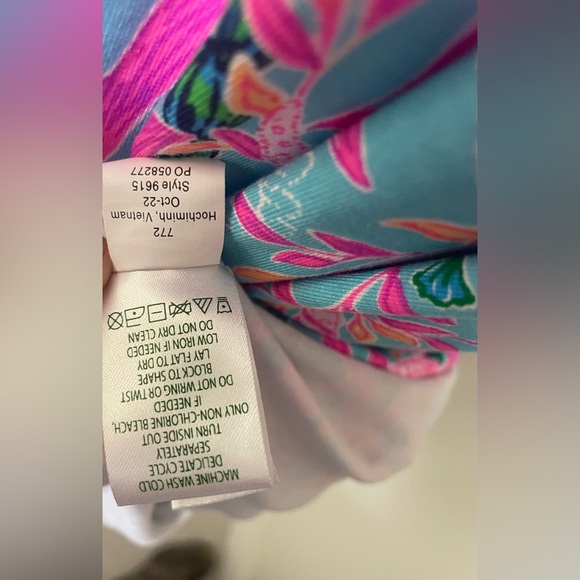 MACHINE WASH COLD
DELICATE CYCLE
SEPARATELY
TURN INSIDE OUT
ONLY NON-CHLORINE BLEACH,
IF NEEDED
DO NOT WRING OR TWIST
BLOCK TO SHAPE
LAY FLAT TO DRY
LOW IRON IF NEEDED
DO NOT DRY CLEAN
772
Hochiminh, Vietnam
Oct-22
Style 9615
PO 058277